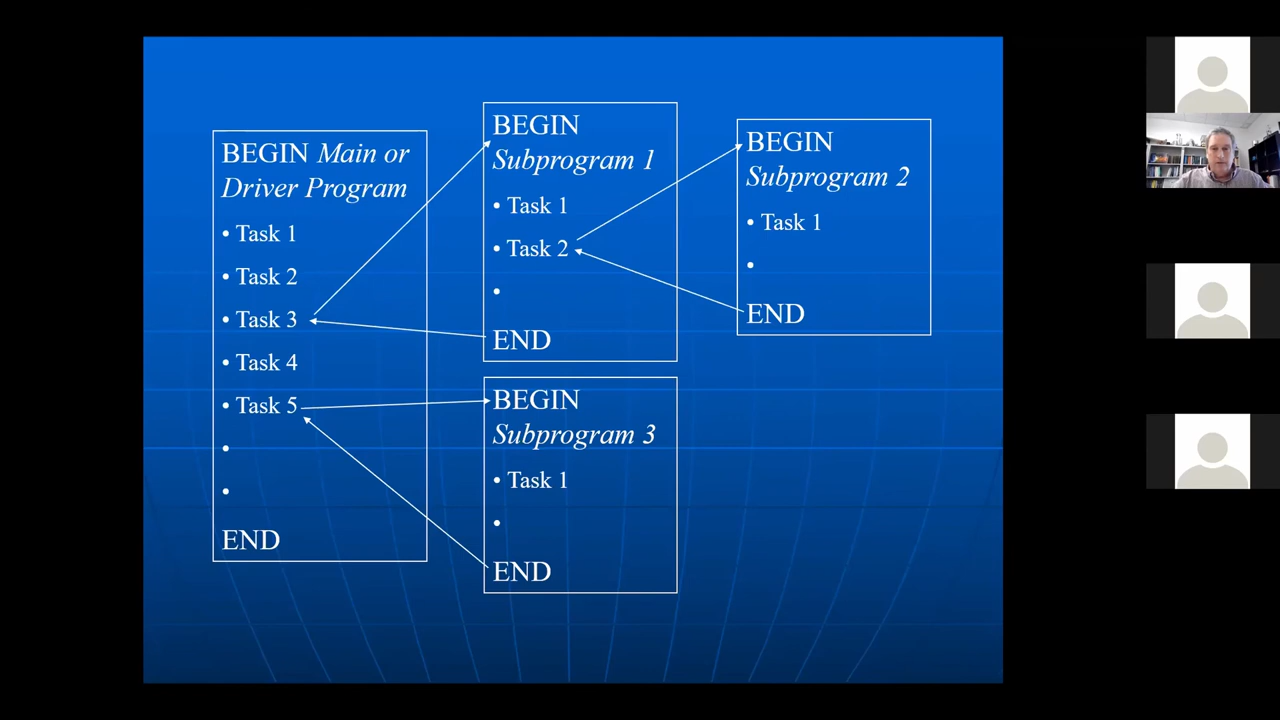 BEGIN Main or
Driver Program
• Task 1
• Task 2
• Task 3
• Task 4
• Task 5
•
•
END
BEGIN
Subprogram 1
• Task 1
• Task 2
•
END
BEGIN
Subprogram 2
• Task 1
•
END
BEGIN
Subprogram 3
• Task 1
•
END